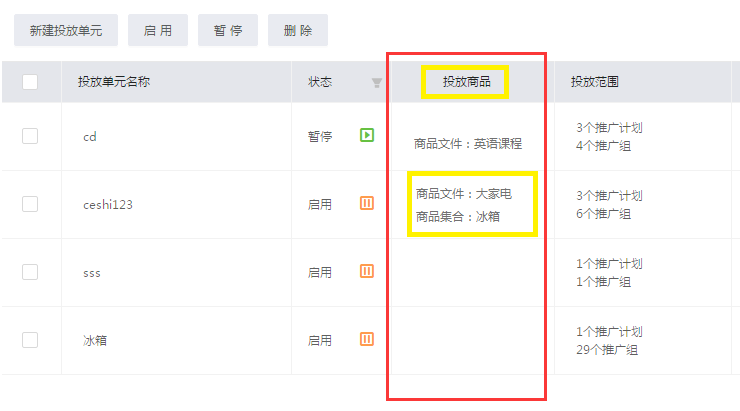 新建投放单元 启 用 暂 停 删 除
投放单元名称 状态 投放商品 投放范围
cd 暂停 商品文件：英语课程 3个推广计划
4个推广组
ceshi123 启用 商品文件：大家电 3个推广计划
商品集合：冰箱 6个推广组
sss 启用 1个推广计划
1个推广组
冰箱 启用 1个推广计划
29个推广组